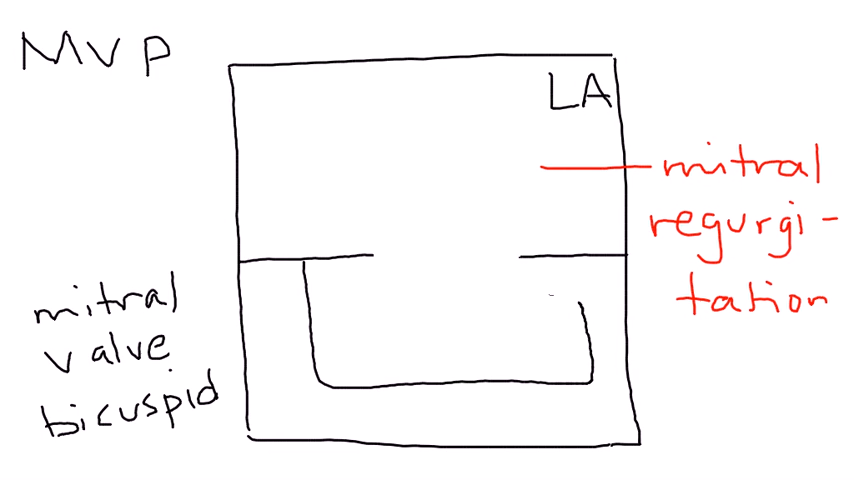 MVP
LA
mitral
regurgi-
tation
mitral
valve
bicuspid